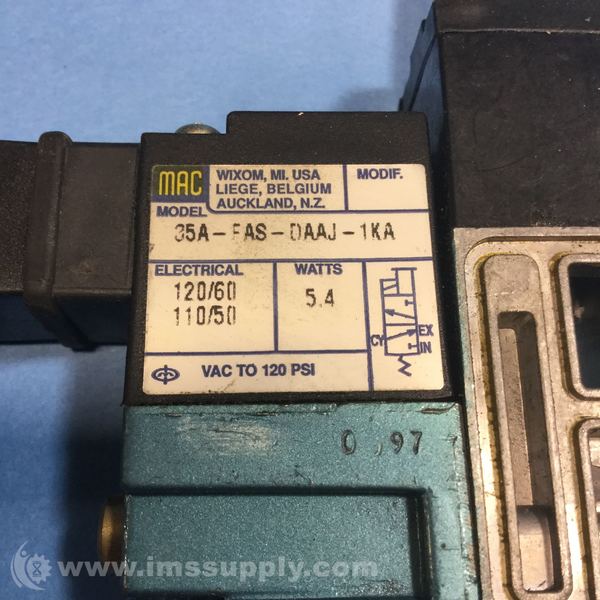 MAC
WIXOM, MI. USA
LIEGE, BELGIUM
AUCKLAND, N.Z.
MODIF.
MODEL
35A-FAS-DAAJ-1KA
ELECTRICAL
120/60
110/50
WATTS
5.4
CY
EX
IN
VAC TO 120 PSI
97
www.imssupply.com